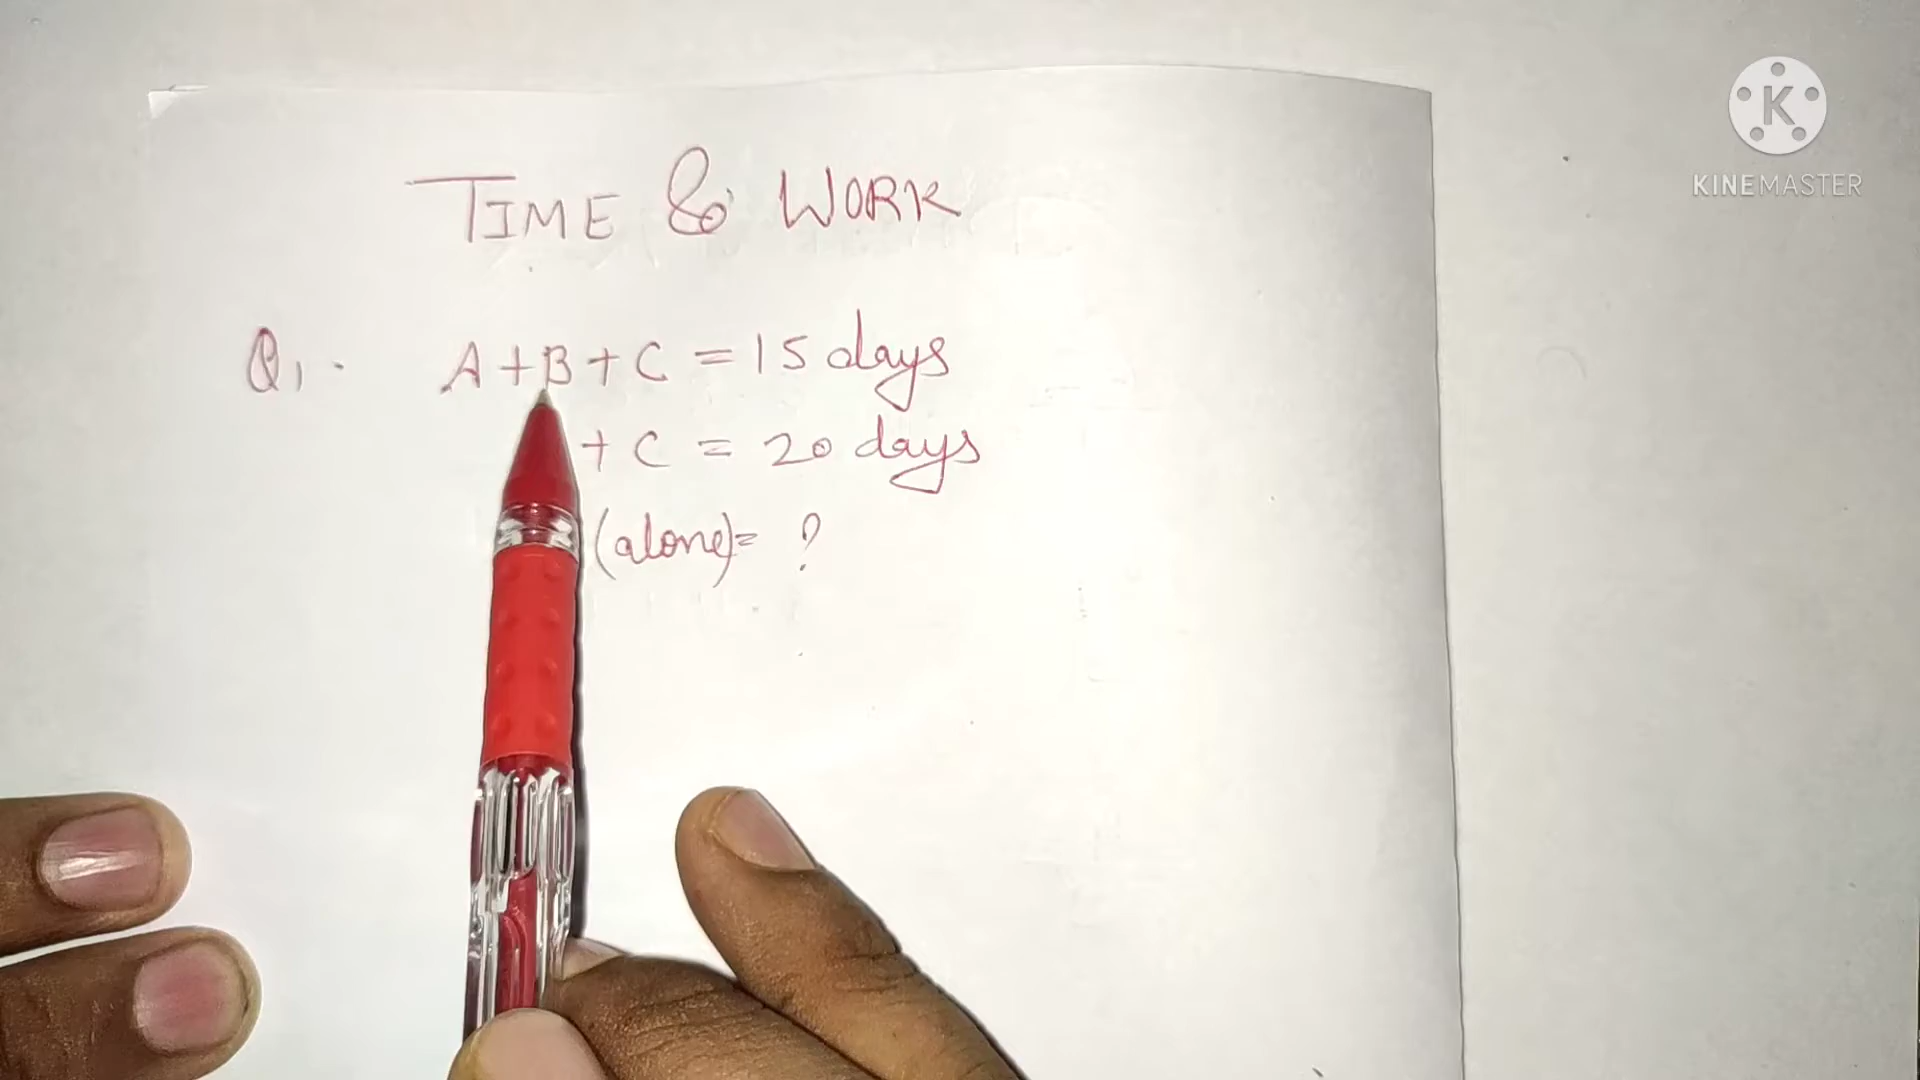 TIME & WORK
Q1. A+B+C = 15 days
+ C = 20 days
(alone) = ?
K
KINEMASTER